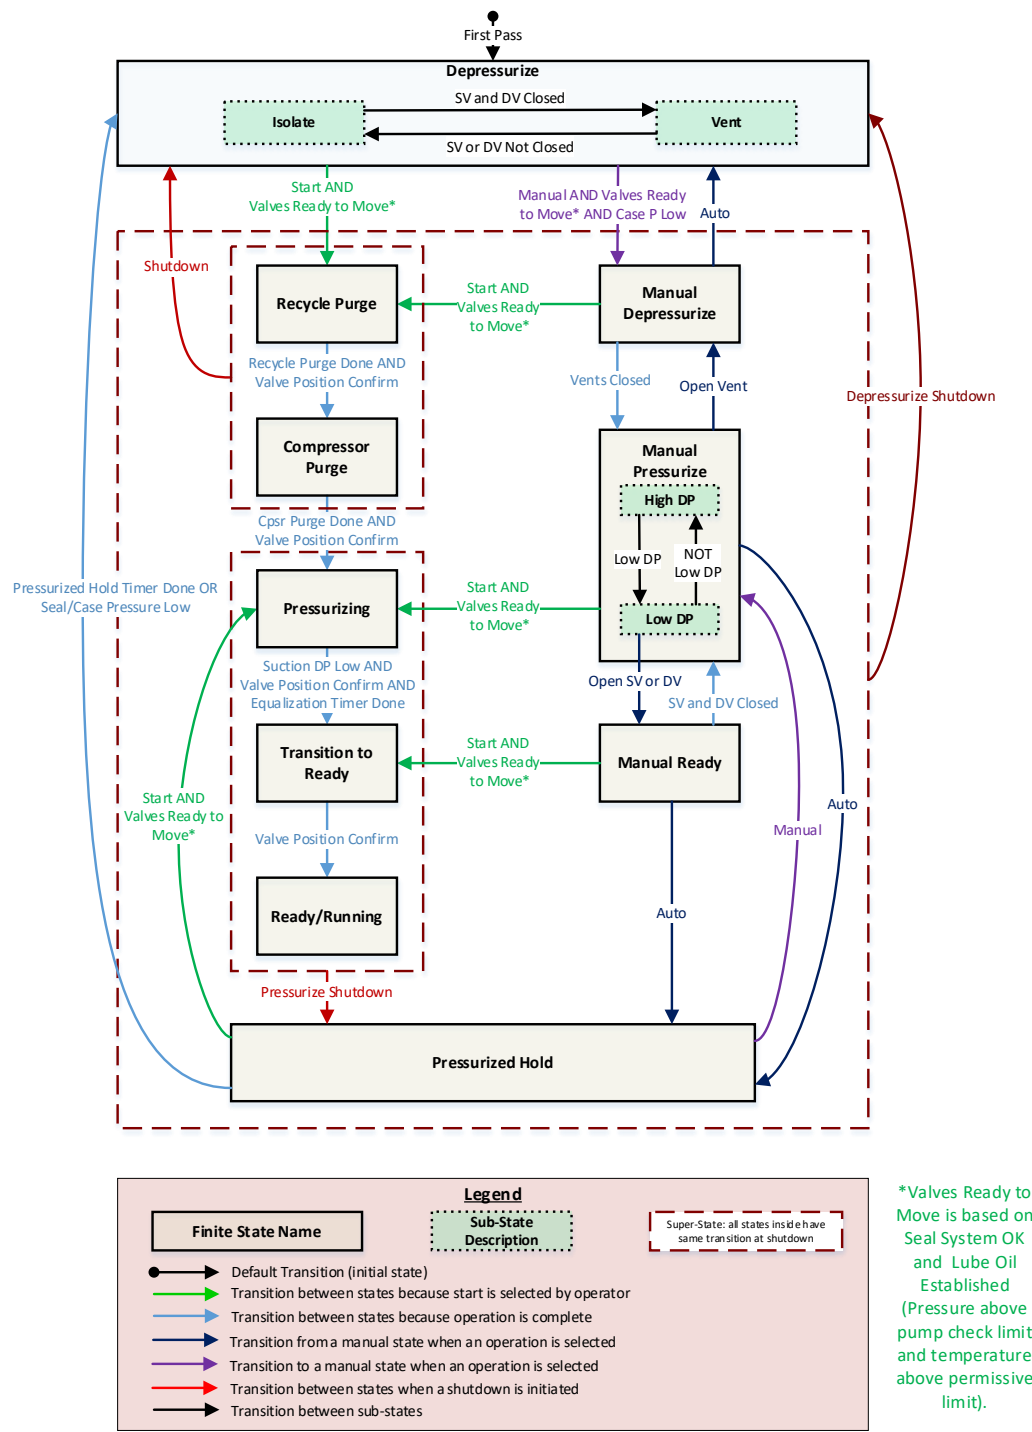 First Pass
Depressurize
SV and DV Closed
Isolate
Vent
SV or DV Not Closed
Start AND
Valves Ready to Move*
Manual AND Valves Ready
to Move* AND Case P Low
Auto
Shutdown
Recycle Purge
Start AND
Valves Ready
to Move*
Manual
Depressurize
Recycle Purge Done AND
Valve Position Confirm
Vents Closed
Open Vent
Depressurize Shutdown
Compressor
Purge
Manual
Pressurize
High DP
Cpsr Purge Done AND
Valve Position Confirm
Low DP
NOT
Low DP
Pressurized Hold Timer Done OR
Seal/Case Pressure Low
Pressurizing
Start AND
Valves Ready
to Move*
Low DP
Suction DP Low AND
Valve Position Confirm AND
Equalization Timer Done
Open SV or DV
SV and DV Closed
Transition to
Ready
Start AND
Valves Ready
to Move*
Manual Ready
Start AND
Valves Ready to
Move*
Auto
Manual
Valve Position Confirm
Ready/Running
Auto
Pressurize Shutdown
Pressurized Hold
Legend
Finite State Name
Sub-State
Description
Super-State: all states inside have
same transition at shutdown
Default Transition (initial state)
Transition between states because start is selected by operator
Transition between states because operation is complete
Transition from a manual state when an operation is selected
Transition to a manual state when an operation is selected
Transition between states when a shutdown is initiated
Transition between sub-states
*Valves Ready to
Move is based on
Seal System OK
and Lube Oil
Established
(Pressure above
pump check limit
and temperature
above permissive
limit).